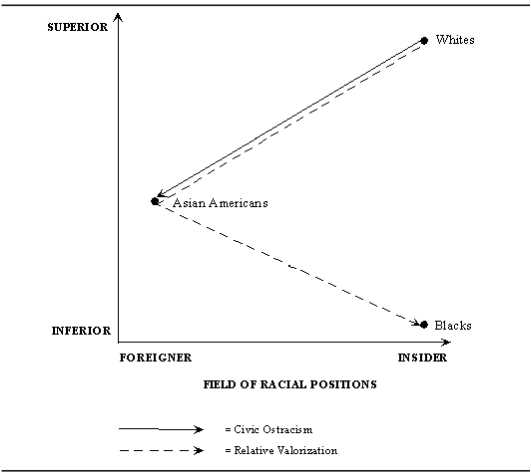 SUPERIOR
Whites
Asian Americans
Blacks
INFERIOR
FOREIGNER INSIDER
FIELD OF RACIAL POSITIONS
= Civic Ostracism
= Relative Valorization